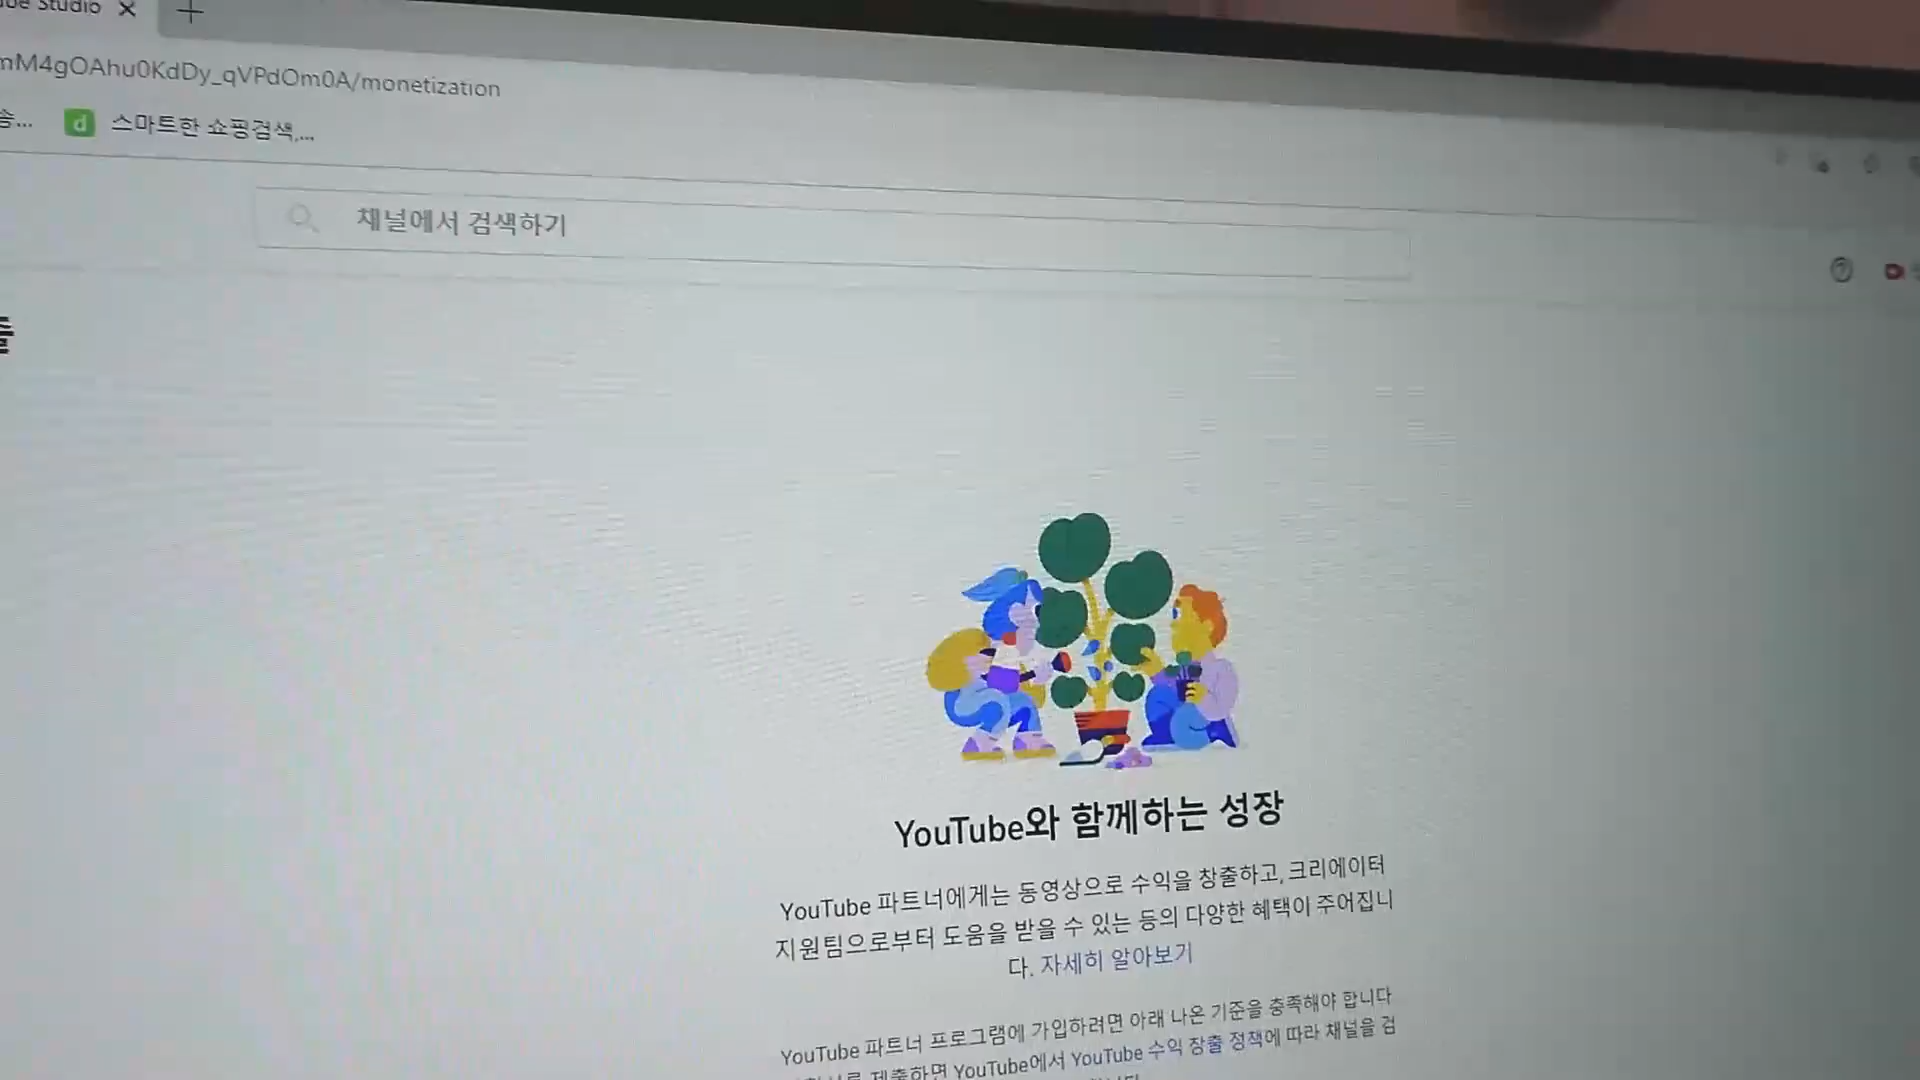 Studio
mM4gOAhu0KdDy_qVPdOm0A/monetization
d 스마트한 쇼핑검색,...
채널에서 검색하기
YouTube와 함께하는 성장
YouTube 파트너에게는 동영상으로 수익을 창출하고, 크리에이터
지원팀으로부터 도움을 받을 수 있는 등의 다양한 혜택이 주어집니
다. 자세히 알아보기
YouTube 파트너 프로그램에 가입하려면 아래 나온 기준을 충족해야 합니다
제출하면 YouTube에서 YouTube 수익 창출 정책에 따라 채널을 검